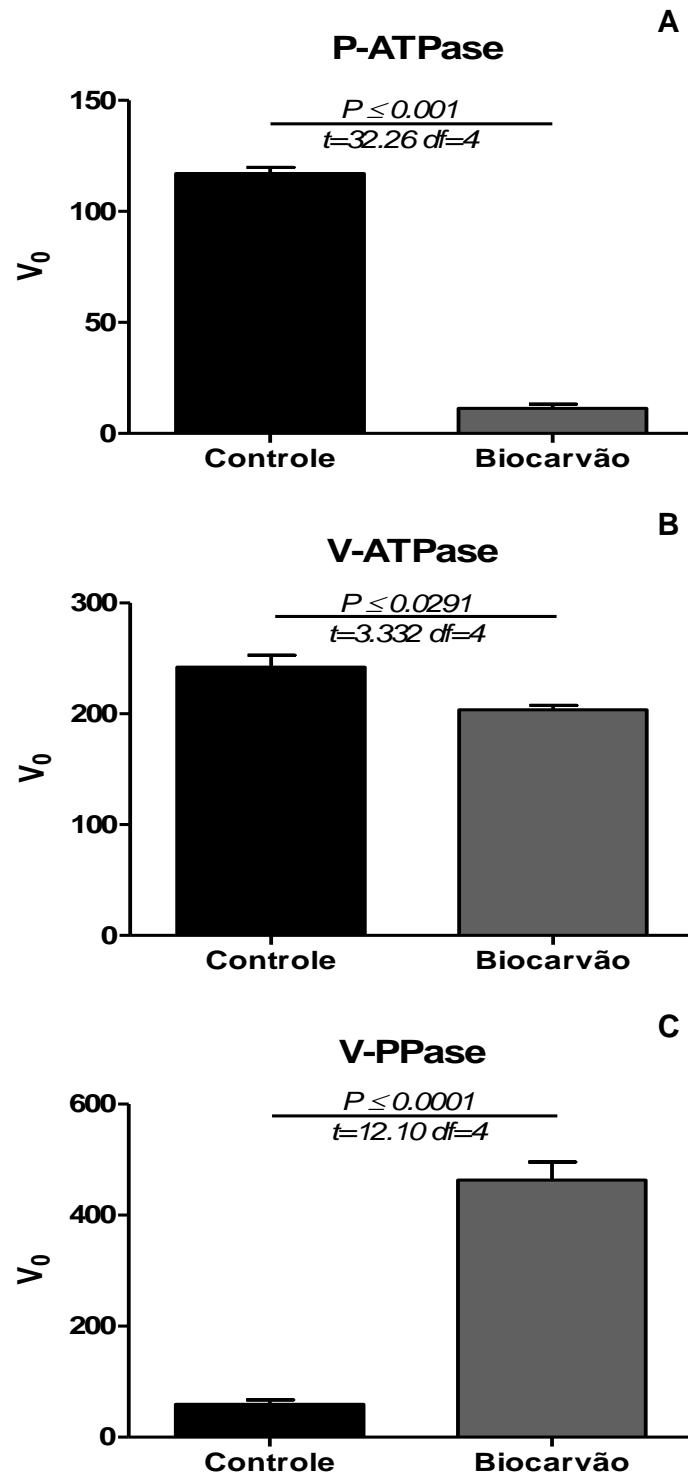 A
P-ATPase
150
P ≤ 0.001
t=32.26 df=4
100
V0
50
0
Controle Biocarvão
B
V-ATPase
300
P ≤ 0.0291
t=3.332 df=4
200
V0
100
0
Controle Biocarvão
C
V-PPase
600
P ≤ 0.0001
t=12.10 df=4
400
V0
200
0
Controle Biocarvão